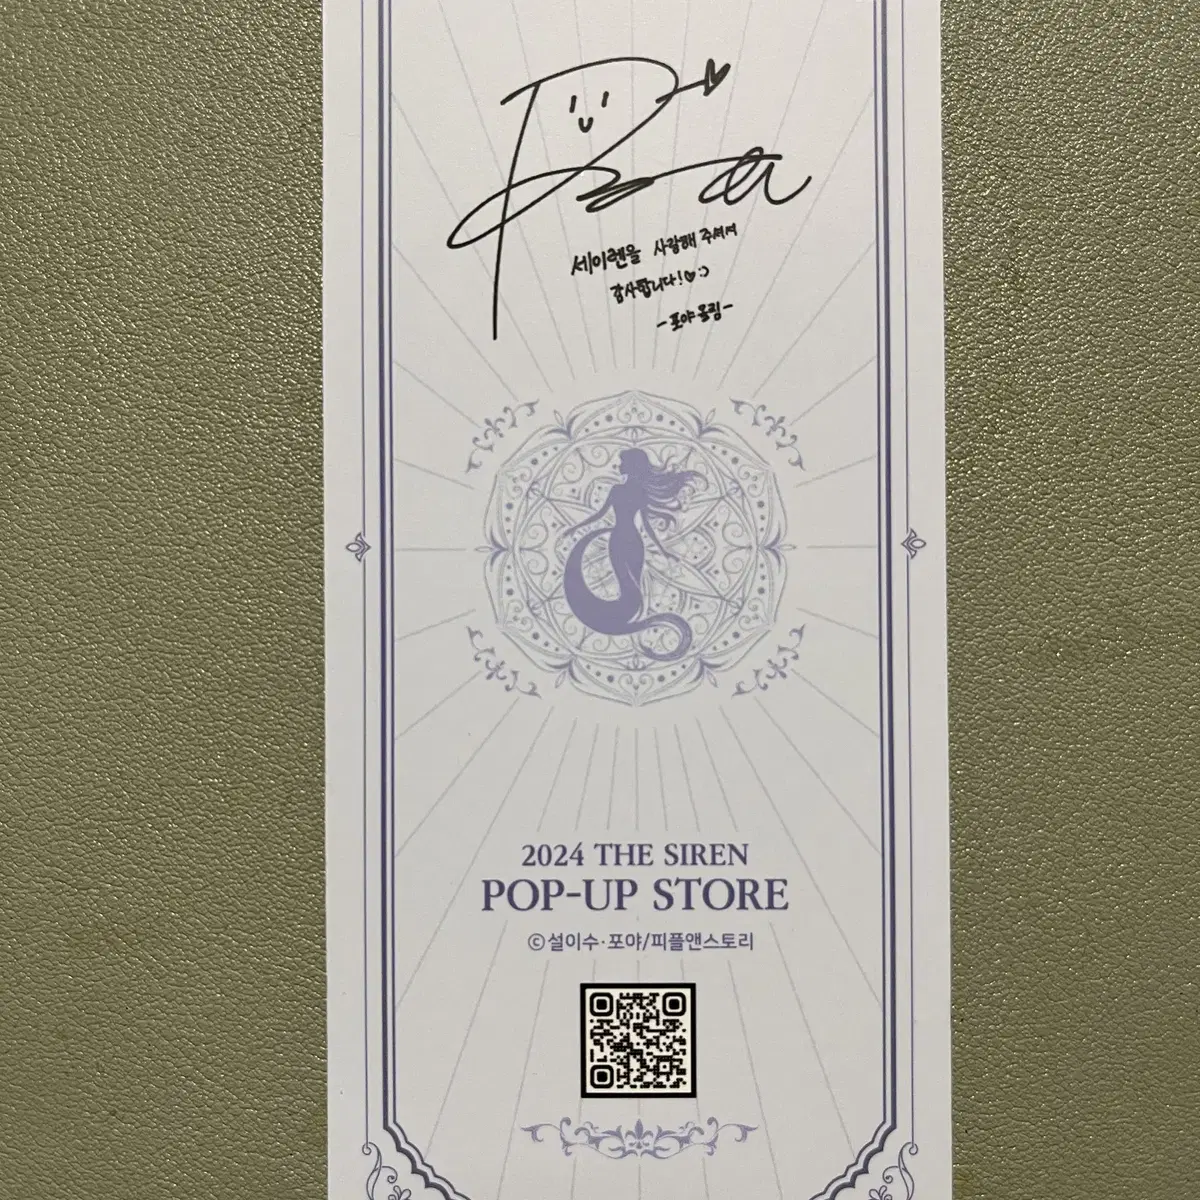 Poya
세이렌을 사랑해 주셔서
감사합니다!♡:)
-포야 올림-
2024 THE SIREN
POP-UP STORE
©설이수·포야/피플앤스토리